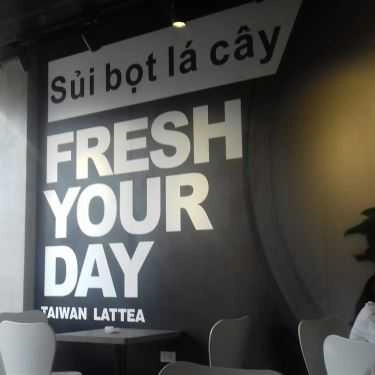 Sủi bọt lá cây
FRESH
YOUR
DAY
TAIWAN LATTEA